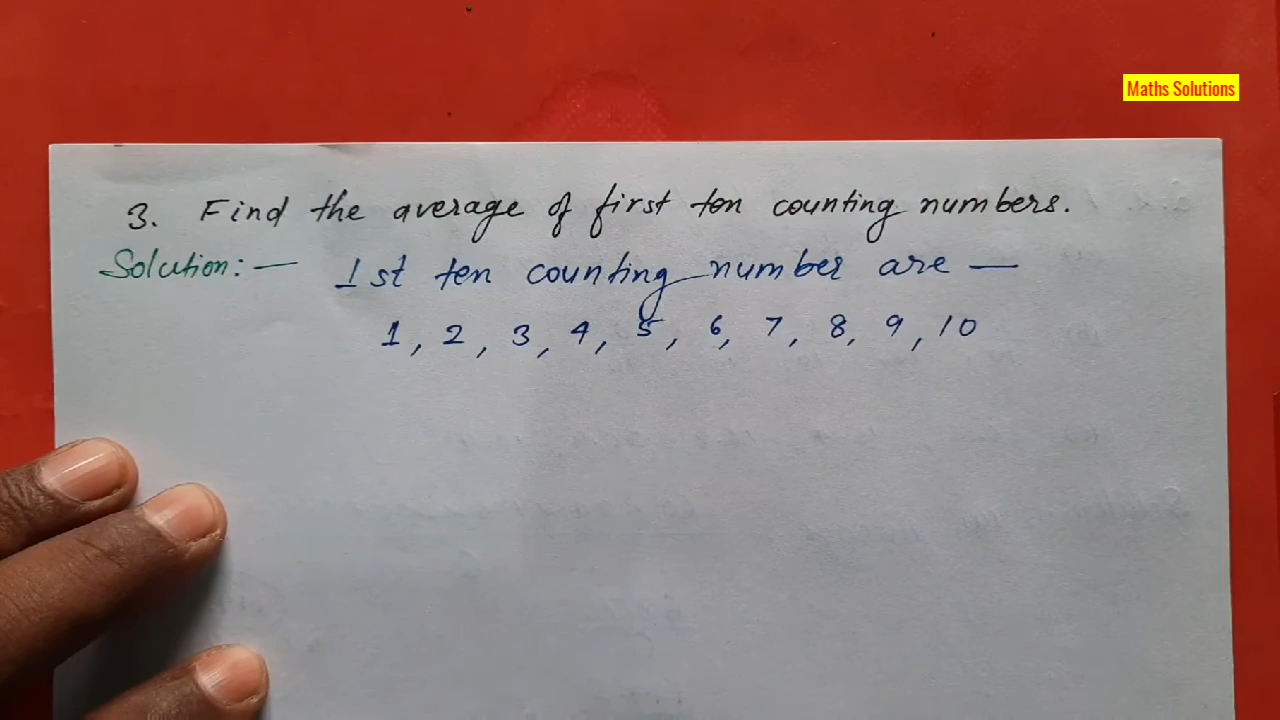 Maths Solutions
3. Find the average of first ten counting numbers.
Solution:— 1st ten counting number are —
1, 2, 3, 4, 5, 6, 7, 8, 9, 10